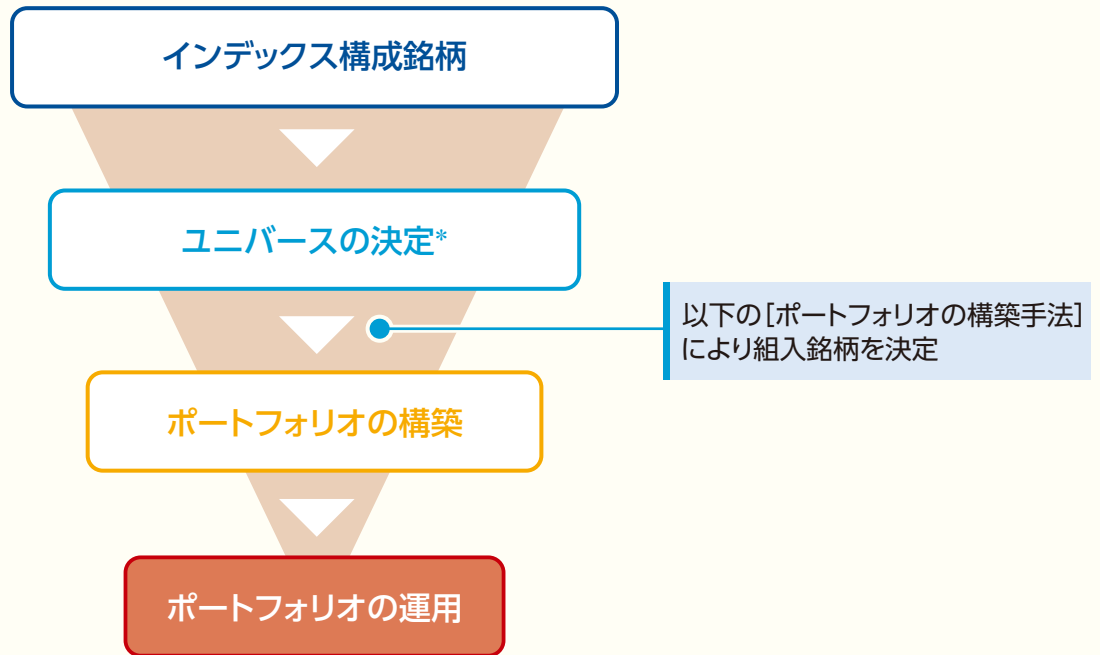 インデックス構成銘柄
ユニバースの決定*
以下の[ポートフォリオの構築手法]
により組入銘柄を決定
ポートフォリオの構築
ポートフォリオの運用